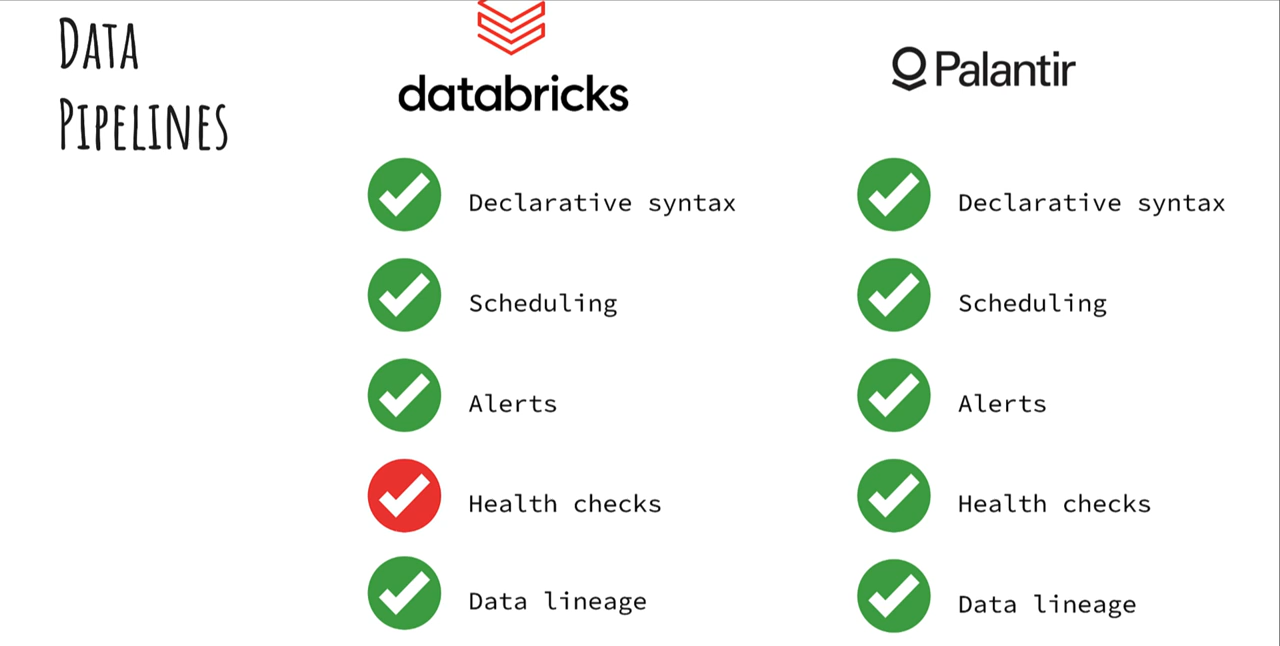 DATA
PIPELINES
databricks
Declarative syntax
Scheduling
Alerts
Health checks
Data lineage
Palantir
Declarative syntax
Scheduling
Alerts
Health checks
Data lineage